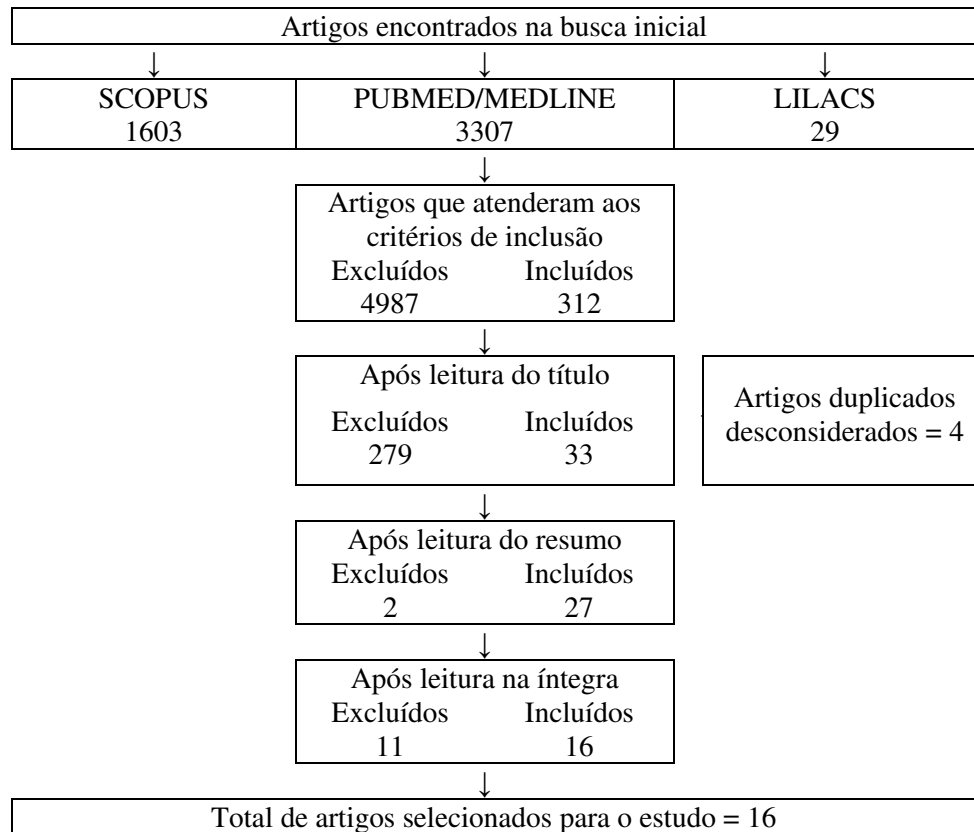 Artigos encontrados na busca inicial
↓ ↓ ↓
SCOPUS PUBMED/MEDLINE LILACS
1603 3307 29
↓
Artigos que atenderam aos
critérios de inclusão
Excluídos Incluídos
4987 312
↓
Após leitura do título
Excluídos Incluídos
279 33
Artigos duplicados
desconsiderados = 4
↓
Após leitura do resumo
Excluídos Incluídos
2 27
↓
Após leitura na íntegra
Excluídos Incluídos
11 16
↓
Total de artigos selecionados para o estudo = 16